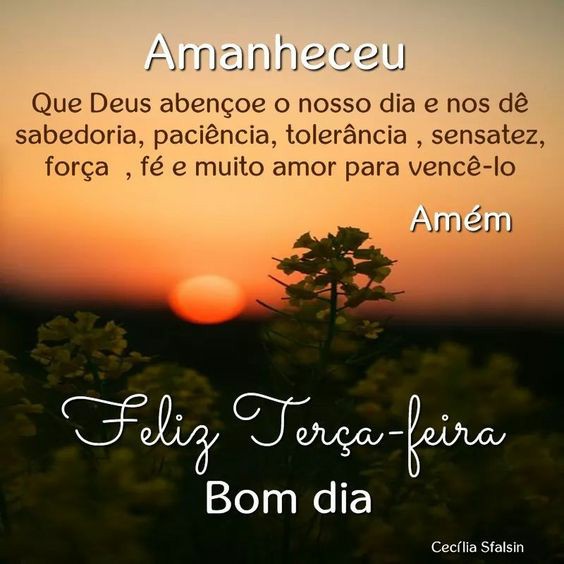 Amanheceu
Que Deus abençoe o nosso dia e nos dê
sabedoria, paciência, tolerância , sensatez,
força  , fé e muito amor para vencê-lo
Amém
Feliz Terça-feira
Bom dia
Cecília Sfalsin